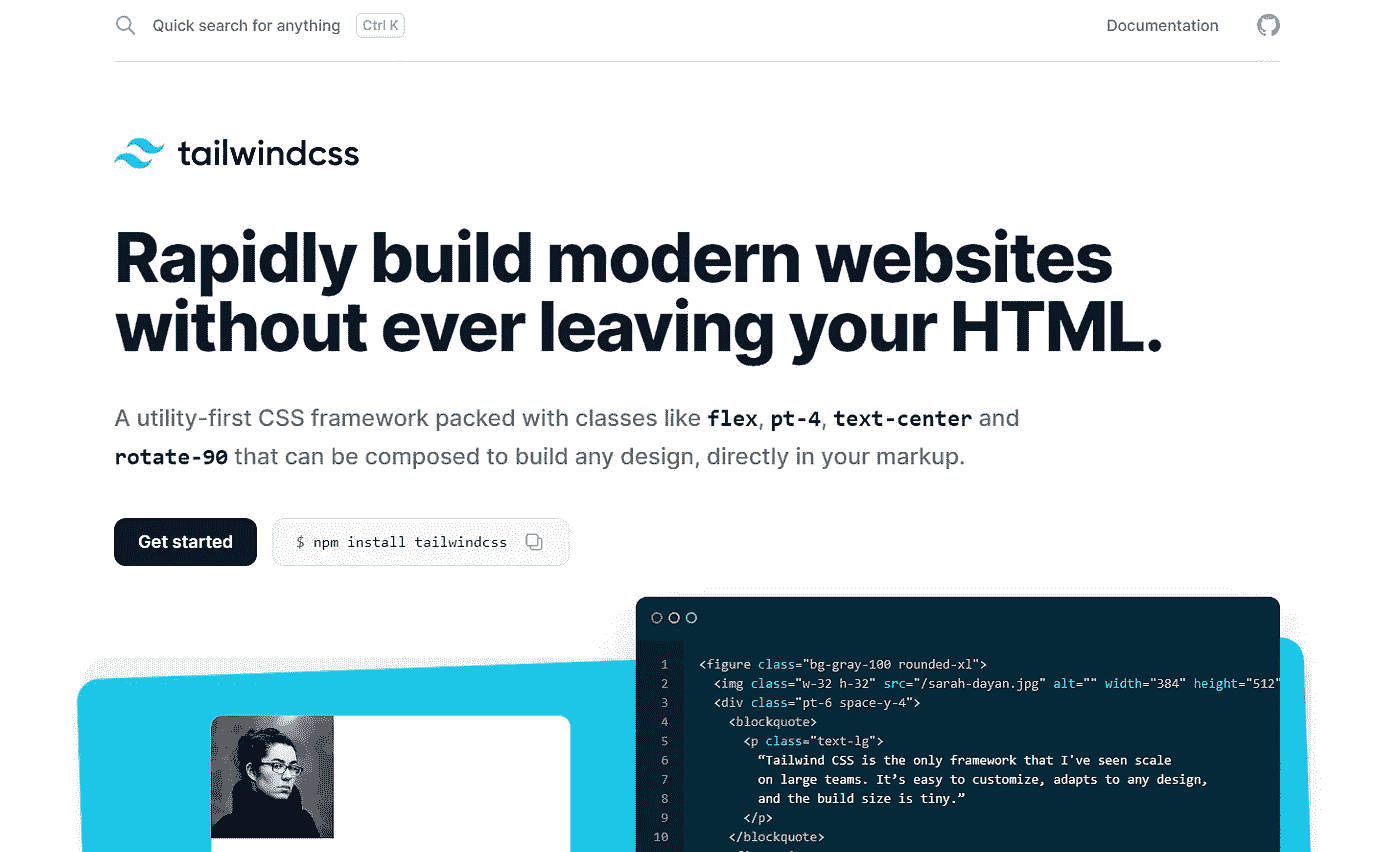 Quick search for anything Ctrl K Documentation
tailwindcss
Rapidly build modern websites
without ever leaving your HTML.
A utility-first CSS framework packed with classes like flex, pt-4, text-center and
rotate-90 that can be composed to build any design, directly in your markup.
Get started $ npm install tailwindcss
1 <figure class="bg-gray-100 rounded-xl">
2 <img class="w-32 h-32" src="/sarah-dayan.jpg" alt="" width="384" height="512"
3 <div class="pt-6 space-y-4">
4 <blockquote>
5 <p class="text-lg">
6 “Tailwind CSS is the only framework that I've seen scale
7 on large teams. It’s easy to customize, adapts to any design,
8 and the build size is tiny.”
9 </p>
10 </blockquote>